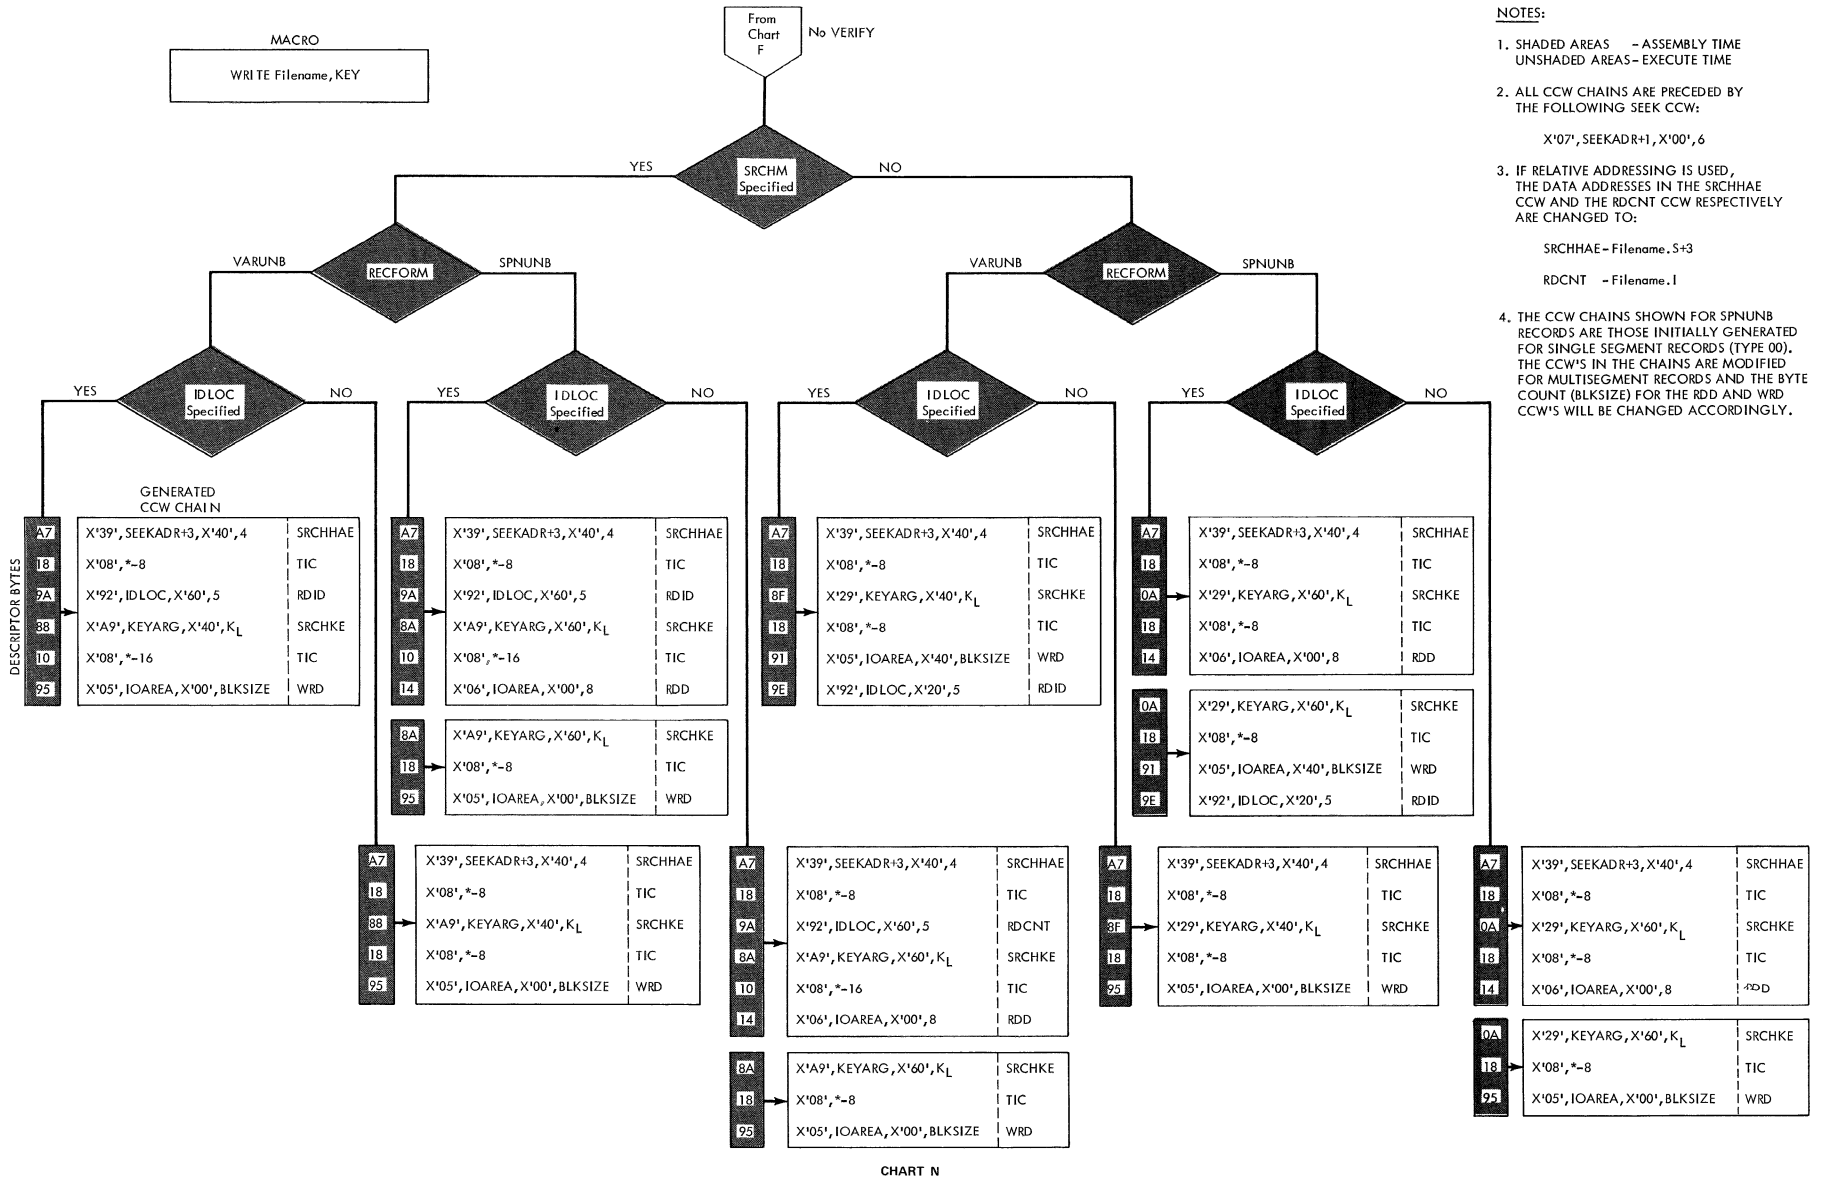 MACRO
WRITE Filename,KEY
From
Chart
F
No VERIFY
NOTES:
1. SHADED AREAS - ASSEMBLY TIME
UNSHADED AREAS- EXECUTE TIME
2. ALL CCW CHAINS ARE PRECEDED BY
THE FOLLOWING SEEK CCW:
X'07',SEEKADR+1,X'00',6
3. IF RELATIVE ADDRESSING IS USED,
THE DATA ADDRESSES IN THE SRCHHAE
CCW AND THE RDCNT CCW RESPECTIVELY
ARE CHANGED TO:
SRCHHAE-Filename.S+3
RDCNT -Filename.I
4. THE CCW CHAINS SHOWN FOR SPNUNB
RECORDS ARE THOSE INITIALLY GENERATED
FOR SINGLE SEGMENT RECORDS (TYPE 00).
THE CCW'S IN THE CHAINS ARE MODIFIED
FOR MULTISEGMENT RECORDS AND THE BYTE
COUNT (BLKSIZE) FOR THE RDD AND WRD
CCW'S WILL BE CHANGED ACCORDINGLY.
YES
SRCHM
Specified
NO
VARUNB
RECFORM
SPNUNB
VARUNB
RECFORM
SPNUNB
YES
IDLOC
Specified
NO
YES
IDLOC
Specified
NO
YES
IDLOC
Specified
NO
YES
IDLOC
Specified
NO
GENERATED
CCW CHAIN
DESCRIPTOR BYTES
A7 X'39',SEEKADR+3,X'40',4 SRCHHAE
18 X'08',*-8 TIC
9A X'92',IDLOC,X'60',5 RDID
88 X'A9',KEYARG,X'40',KL SRCHKE
10 X'08',*-16 TIC
95 X'05',IOAREA,X'00',BLKSIZE WRD
A7 X'39',SEEKADR+3,X'40',4 SRCHHAE
18 X'08',*-8 TIC
9A X'92',IDLOC,X'60',5 RDID
8A X'A9',KEYARG,X'60',KL SRCHKE
10 X'08',*-16 TIC
14 X'06',IOAREA,X'00',8 RDD
8A X'A9',KEYARG,X'60',KL SRCHKE
18 X'08',*-8 TIC
95 X'05',IOAREA,X'00',BLKSIZE WRD
A7 X'39',SEEKADR+3,X'40',4 SRCHHAE
18 X'08',*-8 TIC
8F X'29',KEYARG,X'40',KL SRCHKE
18 X'08',*-8 TIC
91 X'05',IOAREA,X'40',BLKSIZE WRD
9E X'92',IDLOC,X'20',5 RDID
A7 X'39',SEEKADR+3,X'40',4 SRCHHAE
18 X'08',*-8 TIC
0A X'29',KEYARG,X'60',KL SRCHKE
18 X'08',*-8 TIC
14 X'06',IOAREA,X'00',8 RDD
0A X'29',KEYARG,X'60',KL SRCHKE
18 X'08',*-8 TIC
91 X'05',IOAREA,X'40',BLKSIZE WRD
9E X'92',IDLOC,X'20',5 RDID
A7 X'39',SEEKADR+3,X'40',4 SRCHHAE
18 X'08',*-8 TIC
88 X'A9',KEYARG,X'40',KL SRCHKE
18 X'08',*-8 TIC
95 X'05',IOAREA,X'00',BLKSIZE WRD
A7 X'39',SEEKADR+3,X'40',4 SRCHHAE
18 X'08',*-8 TIC
9A X'92',IDLOC,X'60',5 RDCNT
8A X'A9',KEYARG,X'60',KL SRCHKE
10 X'08',*-16 TIC
14 X'06',IOAREA,X'00',8 RDD
8A X'A9',KEYARG,X'60',KL SRCHKE
18 X'08',*-8 TIC
95 X'05',IOAREA,X'00',BLKSIZE WRD
A7 X'39',SEEKADR+3,X'40',4 SRCHHAE
18 X'08',*-8 TIC
8F X'29',KEYARG,X'40',KL SRCHKE
18 X'08',*-8 TIC
95 X'05',IOAREA,X'00',BLKSIZE WRD
A7 X'39',SEEKADR+3,X'40',4 SRCHHAE
18 X'08',*-8 TIC
0A X'29',KEYARG,X'60',KL SRCHKE
18 X'08',*-8 TIC
14 X'06',IOAREA,X'00',8
0A X'29',KEYARG,X'60',KL SRCHKE
18 X'08',*-8 TIC
95 X'05',IOAREA,X'00',BLKSIZE WRD
CHART N